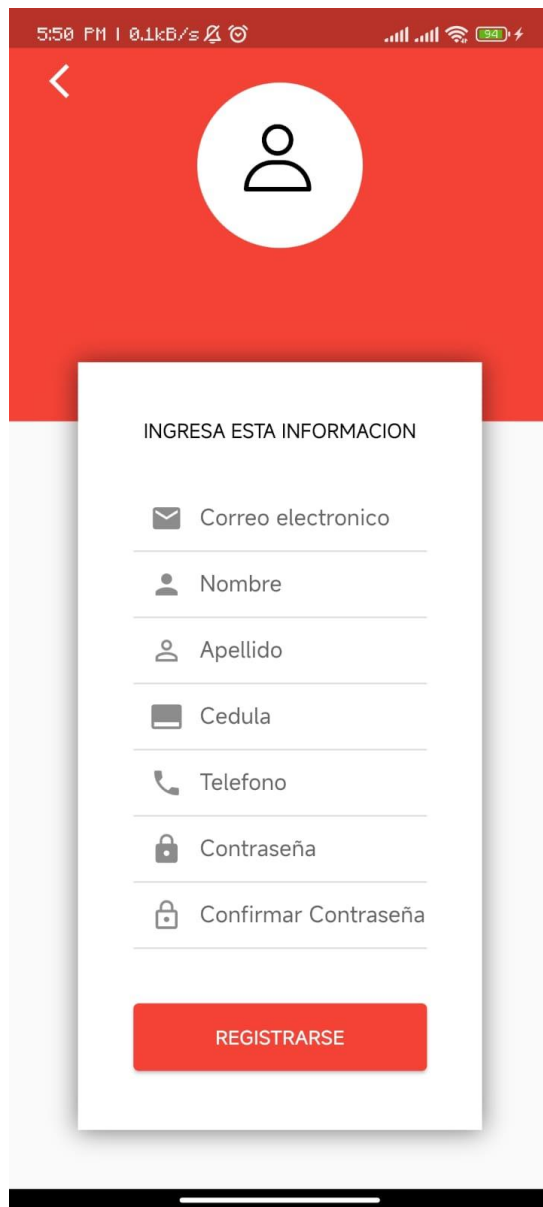 5:50 PM | 0.1kB/s
94
INGRESA ESTA INFORMACION
Correo electronico
Nombre
Apellido
Cedula
Telefono
Contraseña
Confirmar Contraseña
REGISTRARSE